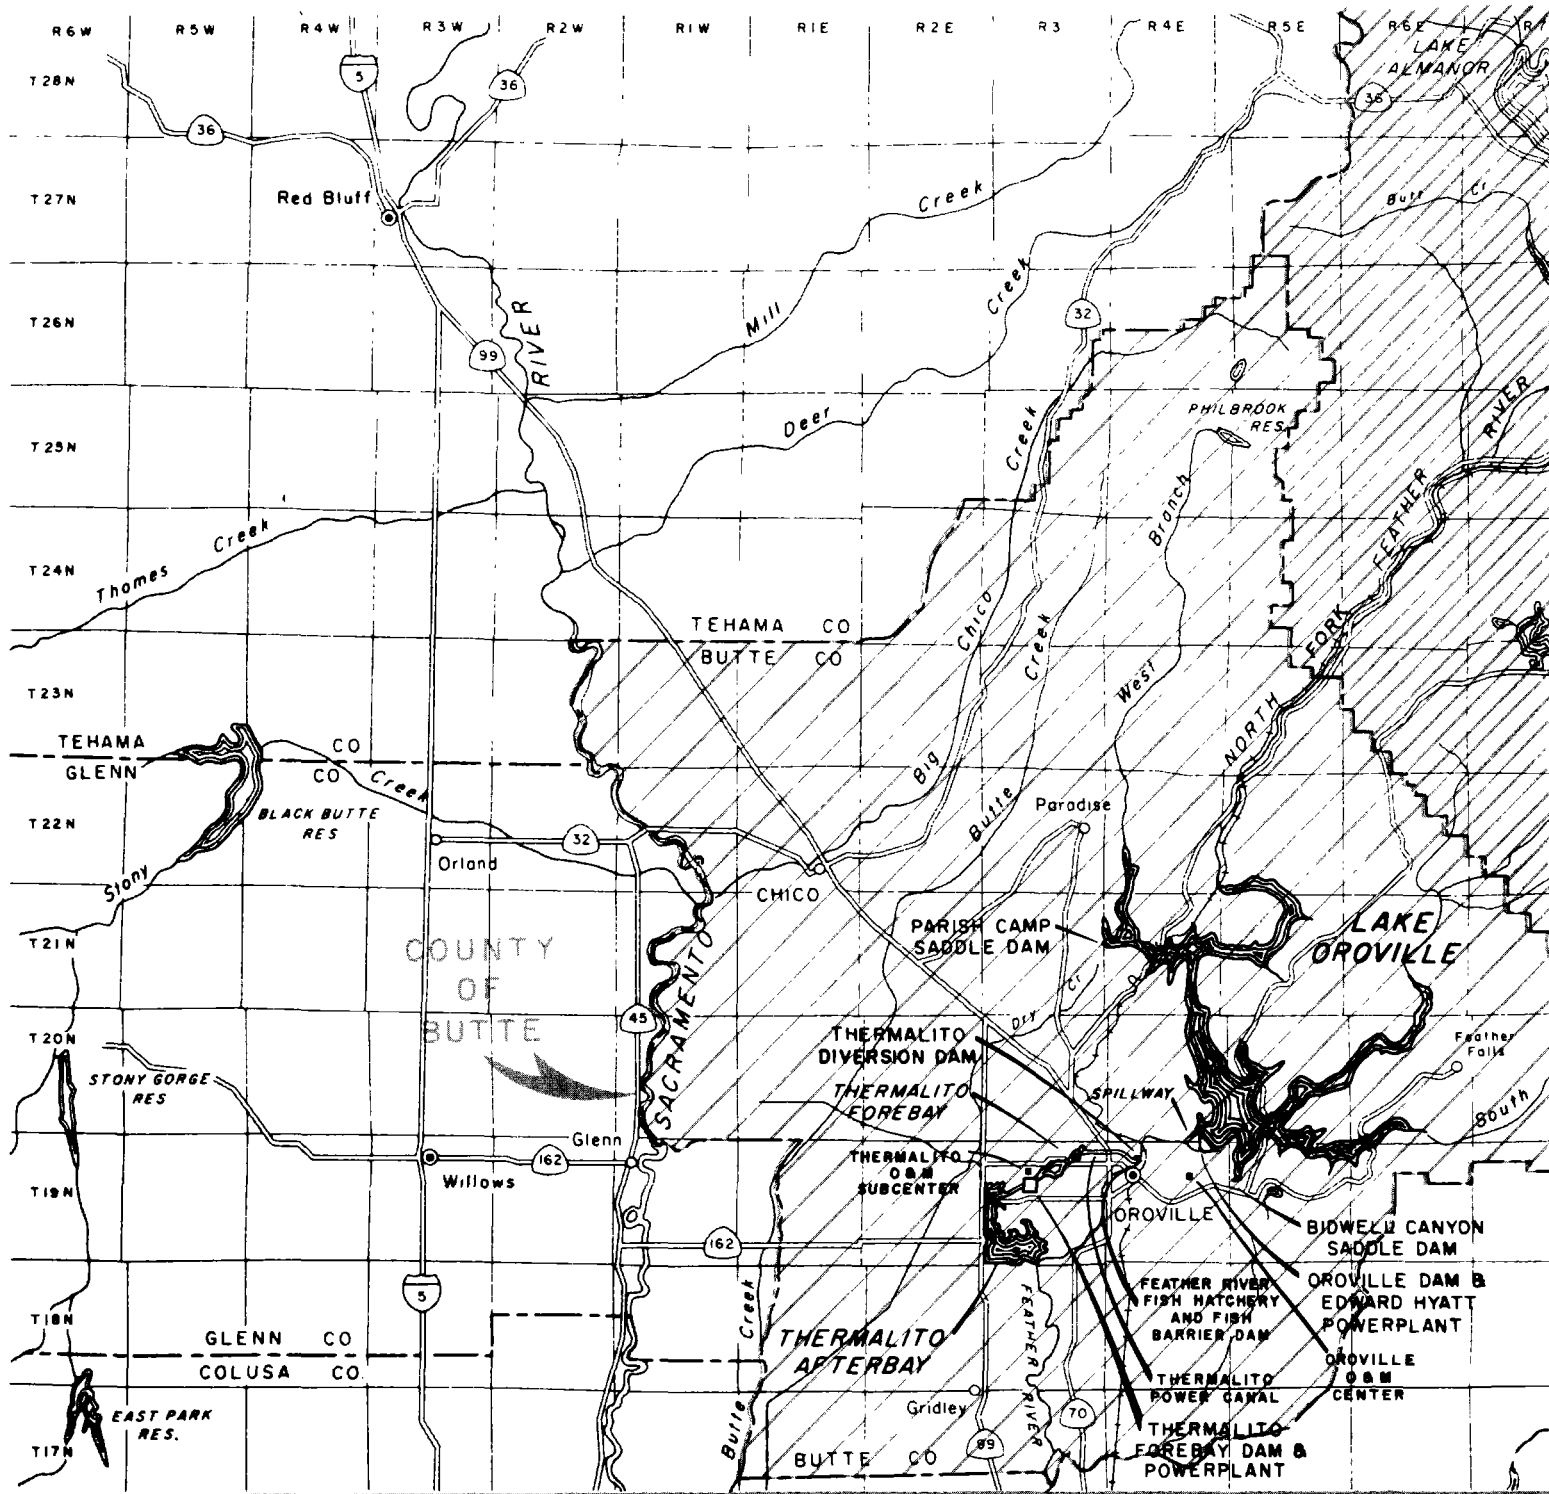 R6W R5W R4W R3W R2W R1W R1E R2E R3 R4E R5E R6E R7
LAKE
ALMANOR
T28N
5
36
36
36
T27N
Red Bluff
Creek
Butt Cr
T26N
RIVER
Mill
Creek
32
99
PHILBROOK
RES.
RIVER
T25N
Deer
Creek
Branch
FEATHER
Thomes Creek
T24N
Chico
Creek
FORK
TEHAMA CO
BUTTE CO
West
T23N
NORTH
TEHAMA CO
GLENN CO
Creek
Big
BLACK BUTTE
RES
Paradise
Butte
T22N
32
Orland
Stony
CHICO
T21N
COUNTY
OF
BUTTE
PARISH CAMP
SADDLE DAM
LAKE
OROVILLE
SACRAMENTO
45
Dry Cr
T20N
THERMALITO
DIVERSION DAM
Feather
Falls
STONY GORGE
RES
THERMALITO
FOREBAY
SPILLWAY
South
Glenn
162
Willows
THERMALITO
O & M
SUBCENTER
T19N
OROVILLE
BIDWELL CANYON
SADDLE DAM
162
5
FEATHER RIVER
FISH HATCHERY
AND FISH
BARRIER DAM
OROVILLE DAM &
EDWARD HYATT
POWERPLANT
T18N
GLENN CO
COLUSA CO.
Creek
THERMALITO
AFTERBAY
FEATHER RIVER
OROVILLE
O & M
CENTER
THERMALITO
POWER CANAL
EAST PARK
RES.
Gridley
70
Butte
T17N
BUTTE CO
99
THERMALITO
FOREBAY DAM &
POWERPLANT